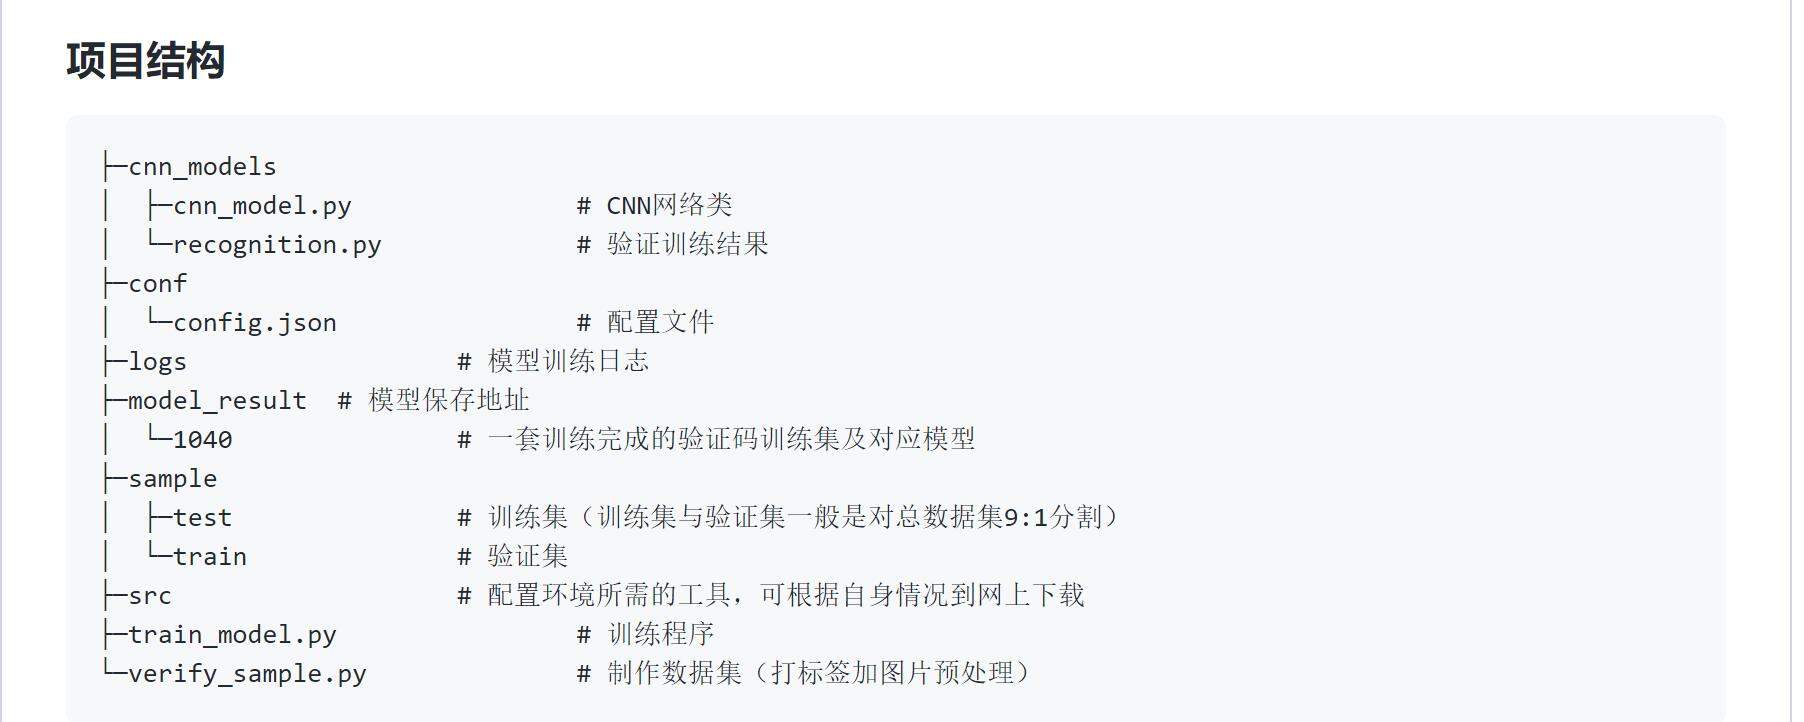 项目结构
├─cnn_models
│  ├─cnn_model.py               # CNN网络类
│  └─recognition.py             # 验证训练结果
├─conf
│  └─config.json                # 配置文件
├─logs                  # 模型训练日志
├─model_result  # 模型保存地址
│  └─1040               # 一套训练完成的验证码训练集及对应模型
├─sample
│  ├─test               # 训练集（训练集与验证集一般是对总数据集9:1分割）
│  └─train              # 验证集
├─src                   # 配置环境所需的工具，可根据自身情况到网上下载
├─train_model.py                # 训练程序
└─verify_sample.py              # 制作数据集（打标签加图片预处理）